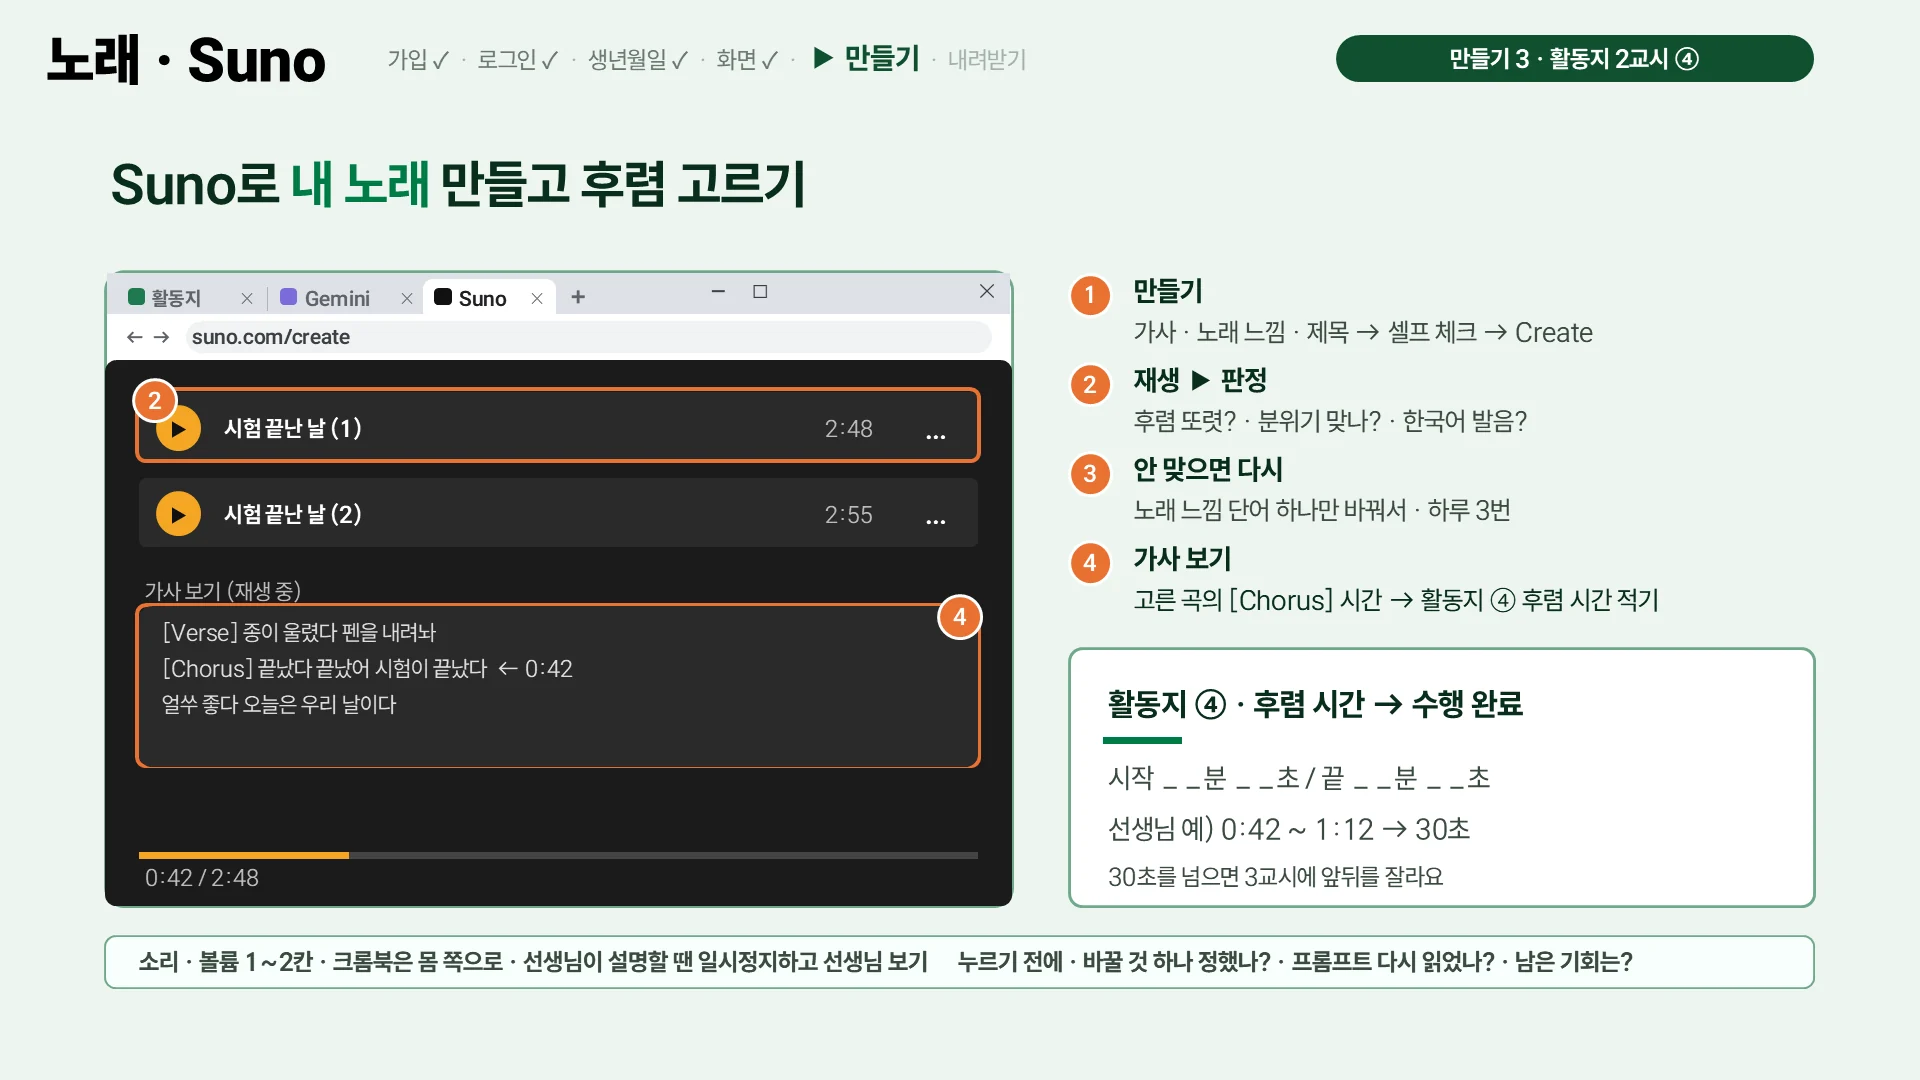 노래 · Suno
가입 ✓ · 로그인 ✓ · 생년월일 ✓ · 화면 ✓ · ▶ 만들기 · 내려받기
만들기 3 · 활동지 2교시 ④
Suno로 내 노래 만들고 후렴 고르기
활동지 × Gemini × Suno × +
← → suno.com/create
2
시험 끝난 날 (1) 2:48 ...
시험 끝난 날 (2) 2:55 ...
가사 보기 (재생 중)
4
[Verse] 종이 울렸다 펜을 내려놔
[Chorus] 끝났다 끝났어 시험이 끝났다 ← 0:42
얼쑤 좋다 오늘은 우리 날이다
0:42 / 2:48
1 만들기
가사 · 노래 느낌 · 제목 → 셀프 체크 → Create
2 재생 ▶ 판정
후렴 또렷? · 분위기 맞나? · 한국어 발음?
3 안 맞으면 다시
노래 느낌 단어 하나만 바꿔서 · 하루 3번
4 가사 보기
고른 곡의 [Chorus] 시간 → 활동지 ④ 후렴 시간 적기
활동지 ④ · 후렴 시간 → 수행 완료
시작 _ _분 _ _초 / 끝 _ _분 _ _초
선생님 예) 0:42 ~ 1:12 → 30초
30초를 넘으면 3교시에 앞뒤를 잘라요
소리 · 볼륨 1~2칸 · 크롬북은 몸 쪽으로 · 선생님이 설명할 땐 일시정지하고 선생님 보기 누르기 전에 · 바꿀 것 하나 정했나? · 프롬프트 다시 읽었나? · 남은 기회는?